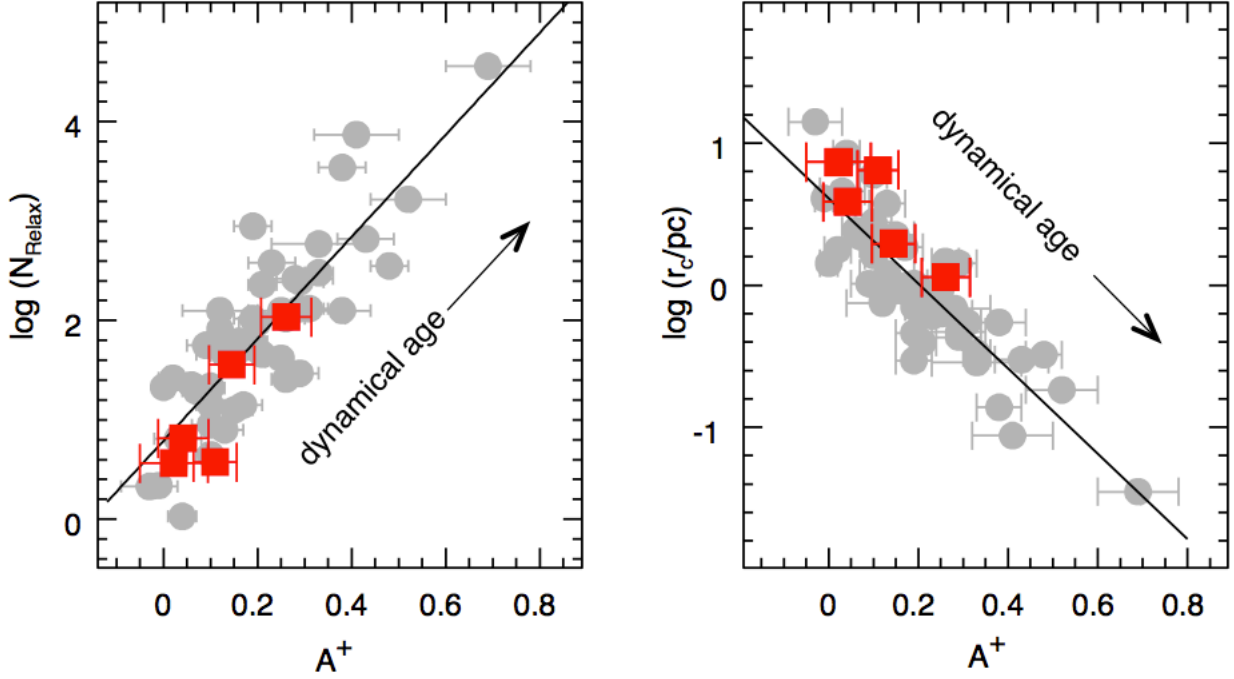 log (N_Relax)
4
2
0
dynamical age
0 0.2 0.4 0.6 0.8
A⁺
log (r_c/pc)
1
0
-1
dynamical age
0 0.2 0.4 0.6 0.8
A⁺